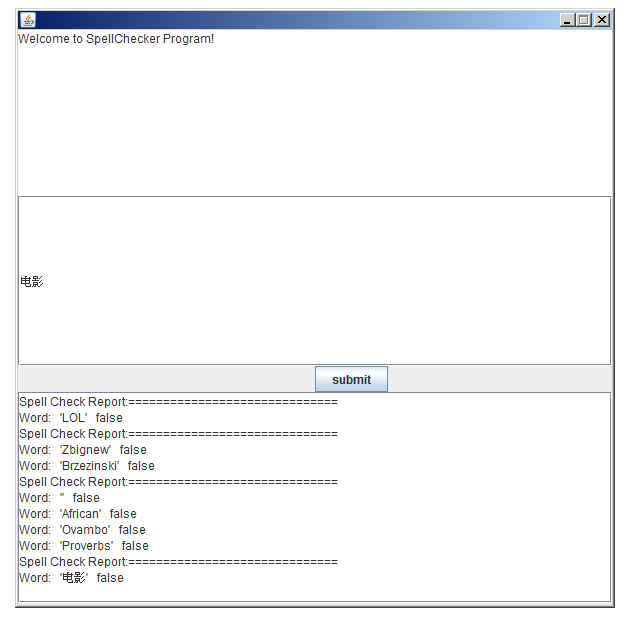 Welcome to SpellChecker Program!
电影
submit
Spell Check Report:==============================
Word:   'LOL'   false
Spell Check Report:==============================
Word:   'Zbignew'   false
Word:   'Brzezinski'   false
Spell Check Report:==============================
Word:   ''   false
Word:   'African'   false
Word:   'Ovambo'   false
Word:   'Proverbs'   false
Spell Check Report:==============================
Word:   '电影'   false